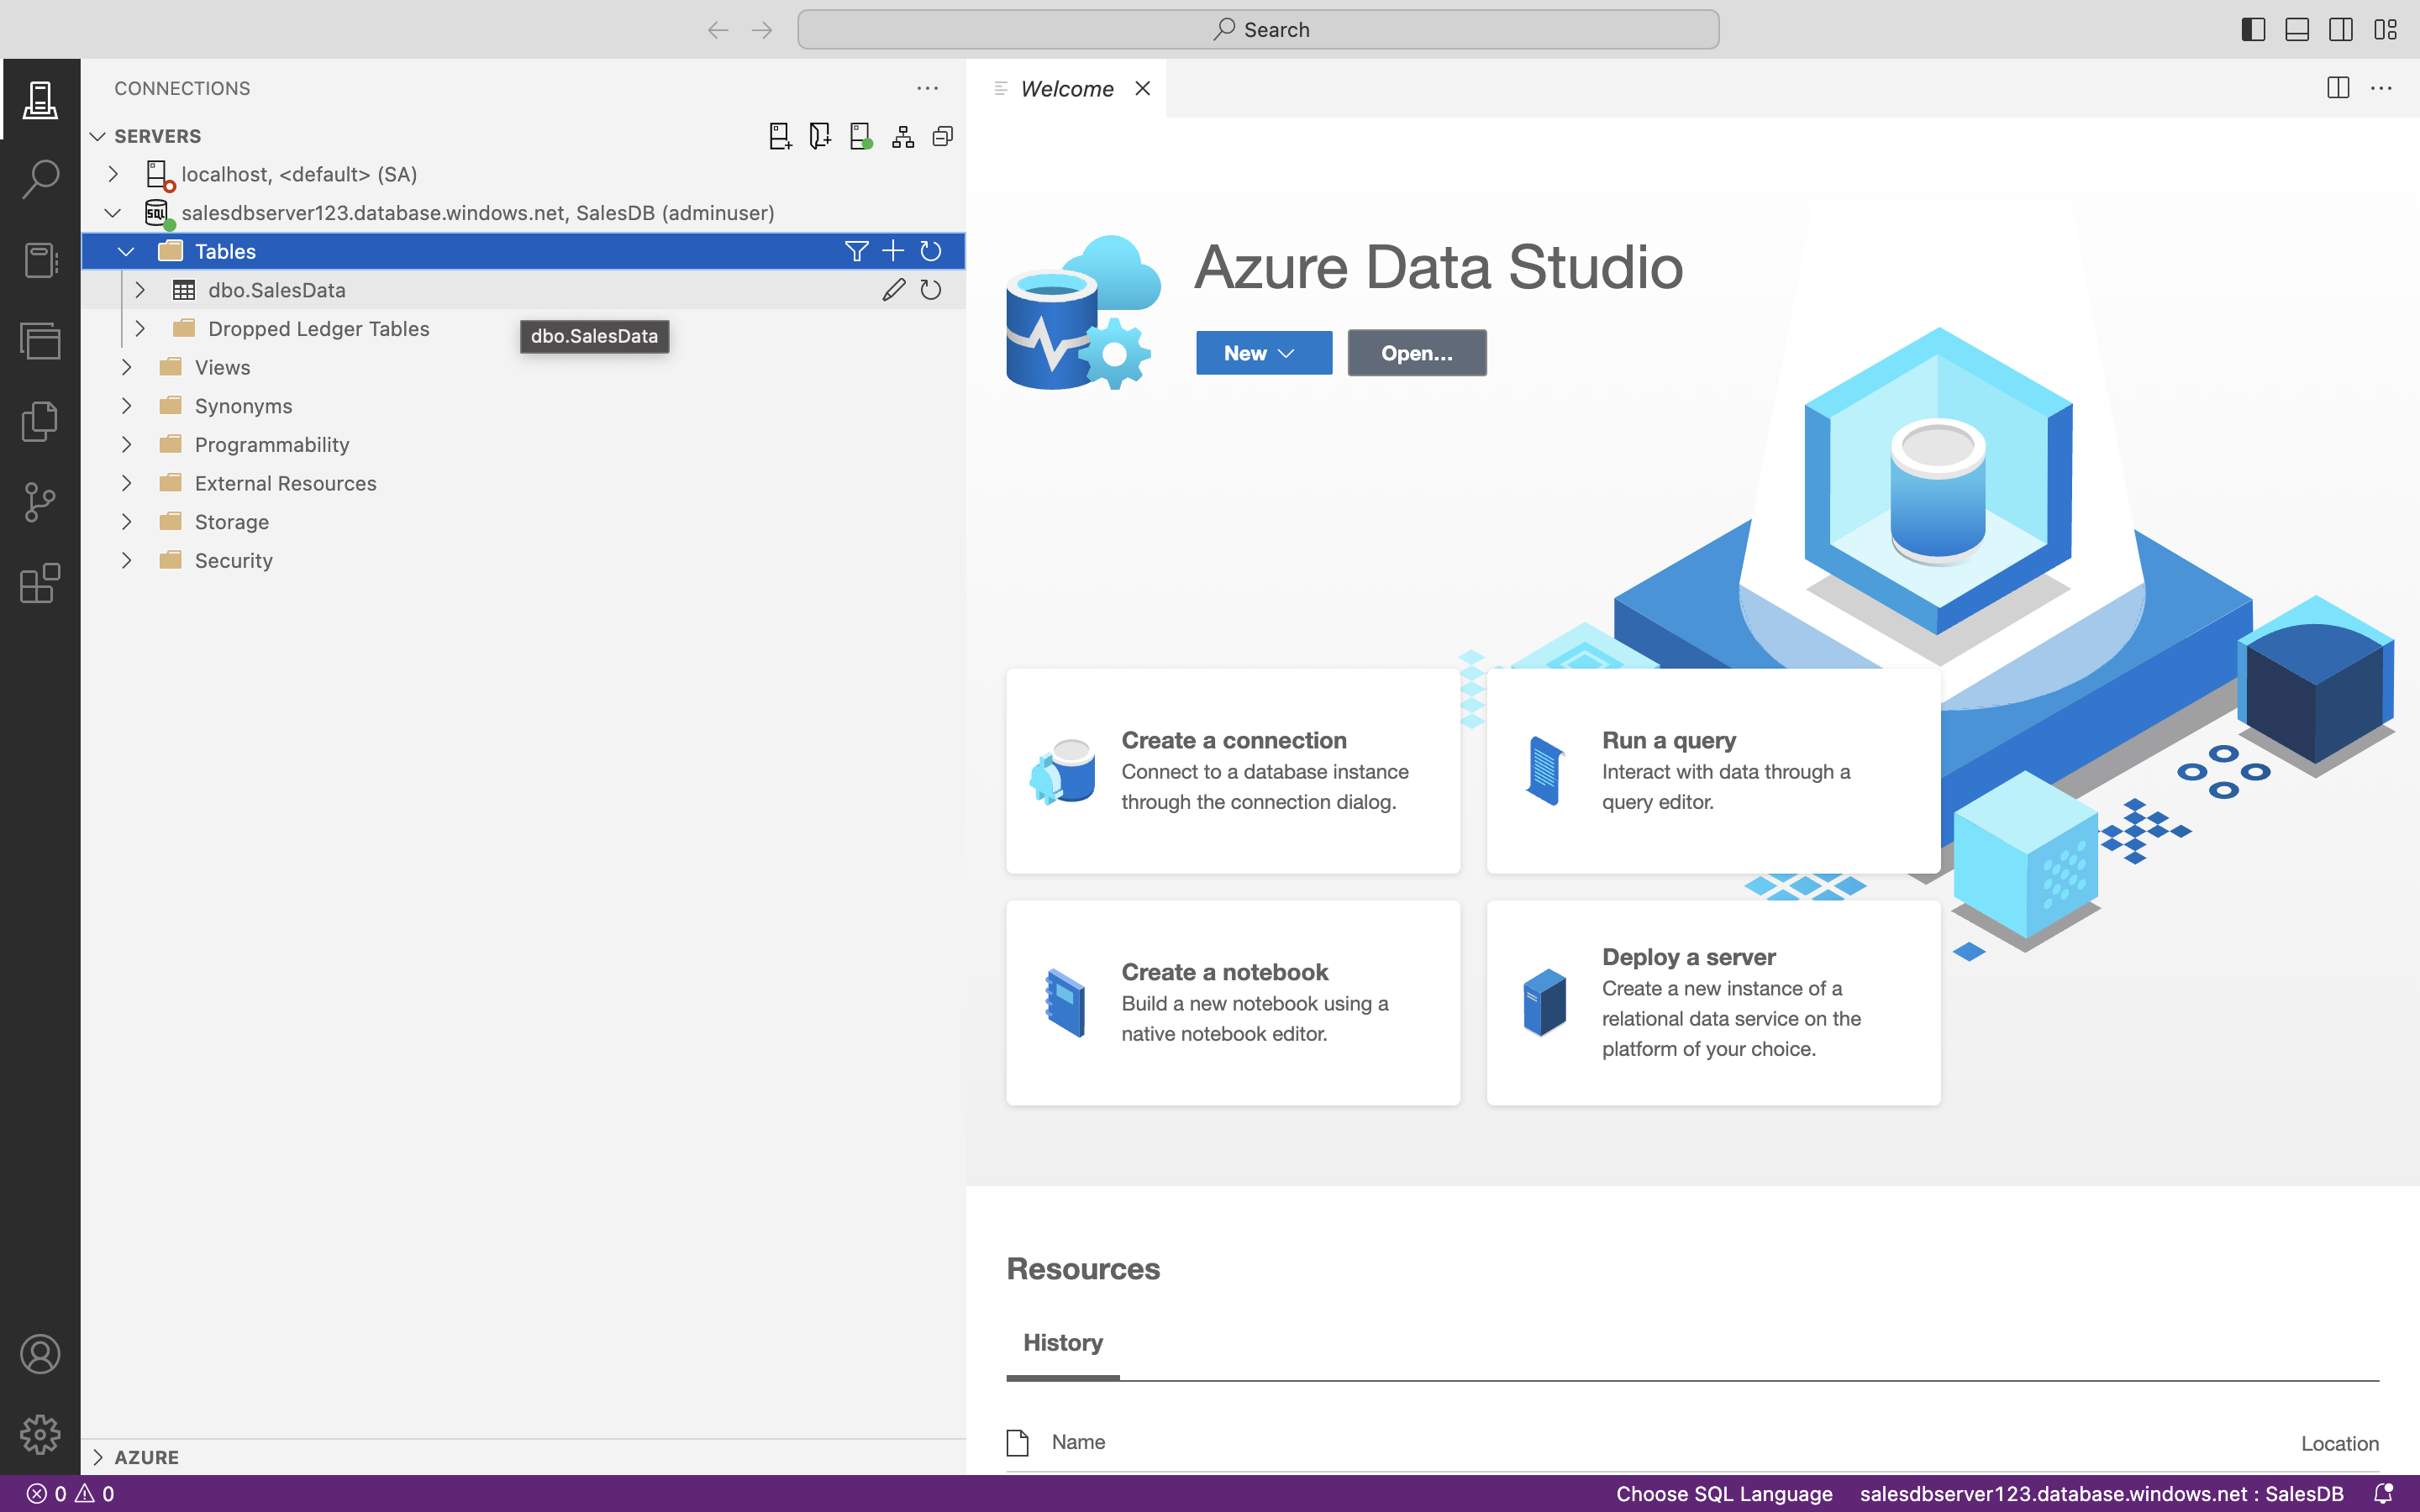 Search
CONNECTIONS
SERVERS
localhost, <default> (SA)
salesdbserver123.database.windows.net, SalesDB (adminuser)
Tables
dbo.SalesData
Dropped Ledger Tables
dbo.SalesData
Views
Synonyms
Programmability
External Resources
Storage
Security
AZURE
Welcome
Azure Data Studio
New
Open...
Create a connection
Connect to a database instance
through the connection dialog.
Run a query
Interact with data through a
query editor.
Create a notebook
Build a new notebook using a
native notebook editor.
Deploy a server
Create a new instance of a
relational data service on the
platform of your choice.
Resources
History
Name
Location
0 0
Choose SQL Language
salesdbserver123.database.windows.net : SalesDB